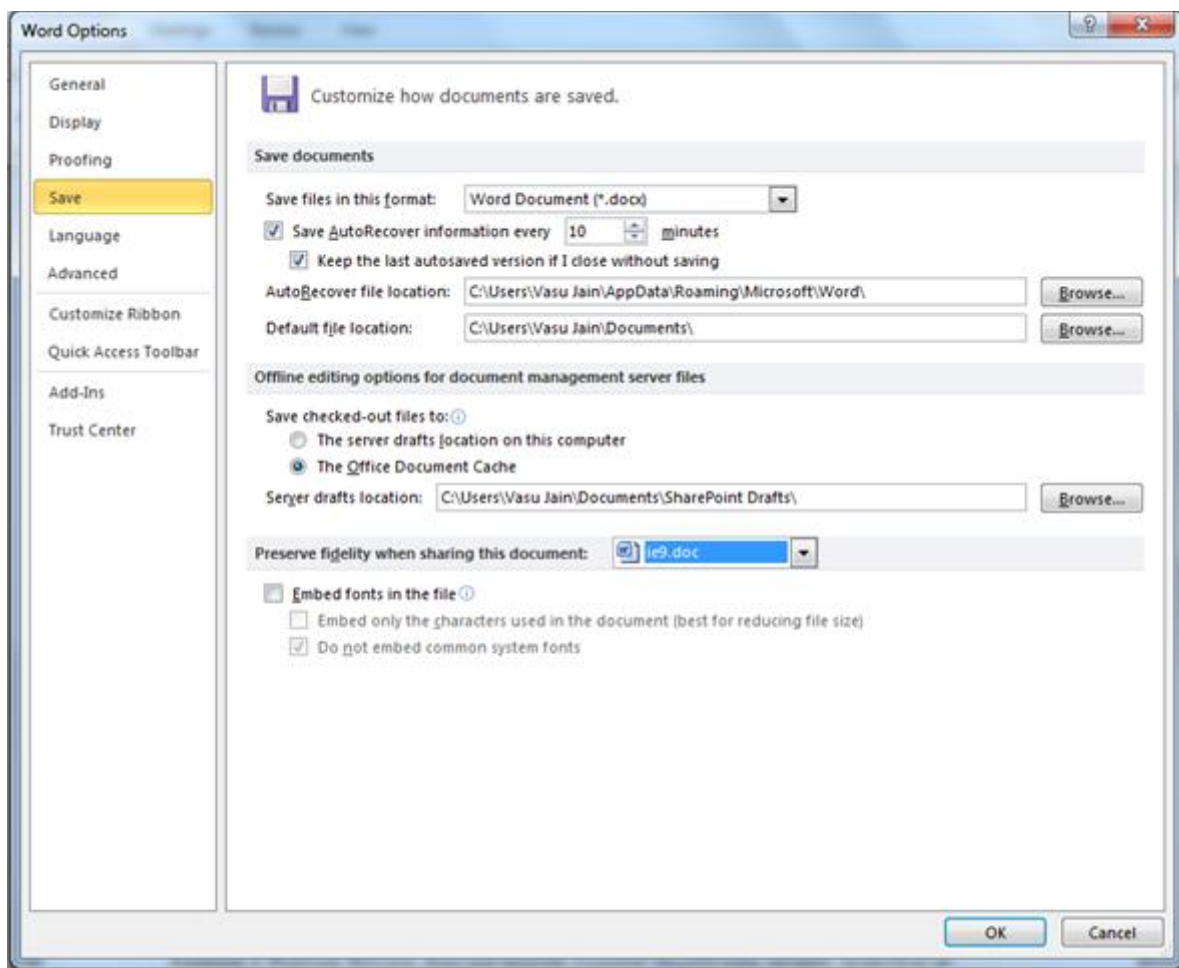 Word Options
General
Display
Proofing
Save
Language
Advanced
Customize Ribbon
Quick Access Toolbar
Add-Ins
Trust Center
Customize how documents are saved.
Save documents
Save files in this format: Word Document (*.docx)
Save AutoRecover information every 10 minutes
Keep the last autosaved version if I close without saving
AutoRecover file location: C:\Users\Vasu Jain\AppData\Roaming\Microsoft\Word\ Browse...
Default file location: C:\Users\Vasu Jain\Documents\ Browse...
Offline editing options for document management server files
Save checked-out files to:
The server drafts location on this computer
The Office Document Cache
Server drafts location: C:\Users\Vasu Jain\Documents\SharePoint Drafts\ Browse...
Preserve fidelity when sharing this document: ie9.doc
Embed fonts in the file
Embed only the characters used in the document (best for reducing file size)
Do not embed common system fonts
OK Cancel